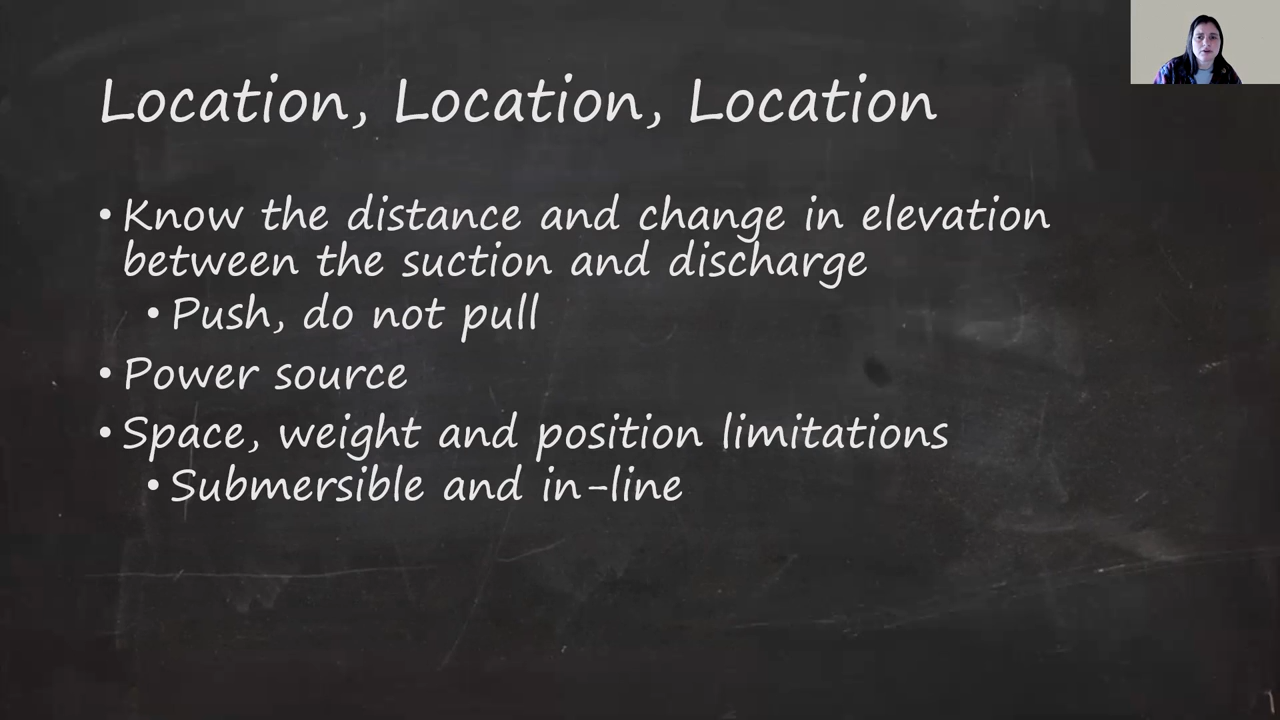 Location, Location, Location
• Know the distance and change in elevation
between the suction and discharge
• Push, do not pull
• Power source
• Space, weight and position limitations
• Submersible and in-line